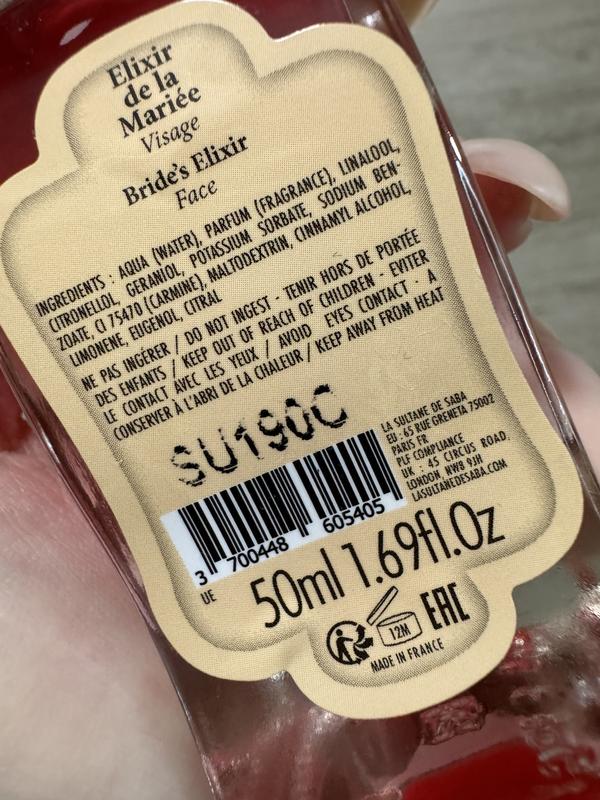 Elixir
de la
Mariée
Visage
Bride's Elixir
Face
INGREDIENTS : AQUA (WATER), PARFUM (FRAGRANCE), LINALOOL,
CITRONELLOL, GERANIOL, POTASSIUM SORBATE, SODIUM BEN-
ZOATE, CI 75470 (CARMINE), MALTODEXTRIN, CINNAMYL ALCOHOL,
LIMONENE, EUGENOL, CITRAL
NE PAS INGÉRER / DO NOT INGEST - TENIR HORS DE PORTÉE
DES ENFANTS / KEEP OUT OF REACH OF CHILDREN - EVITER
LE CONTACT AVEC LES YEUX / AVOID EYES CONTACT - A
CONSERVER À L'ABRI DE LA CHALEUR / KEEP AWAY FROM HEAT
SU190C
LA SULTANE DE SABA
EU : 65 RUE GRENETA 75002
PARIS FR
PLF COMPLIANCE
UK : 45 CIRCUS ROAD.
LONDON NW8 9JH
LASULTANEDESABA.COM
3 700448 605405
UE
50ml 1.69fl.Oz
12M
EAC
MADE IN FRANCE